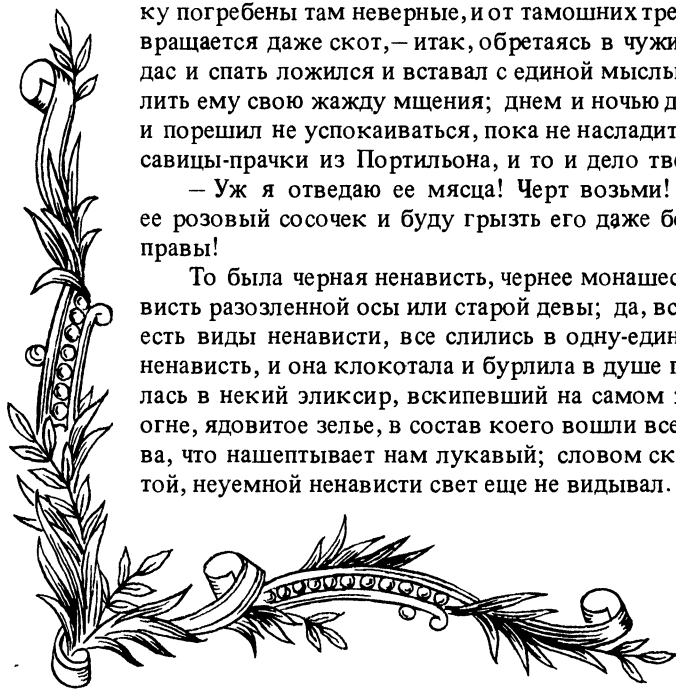 ку погребены там неверные, и от тамошних тре
вращается даже скот,— итак, обретаясь в чужи
дас и спать ложился и вставал с единой мысль
лить ему свою жажду мщения; днем и ночью д
и порешил не успокаиваться, пока не насладит
савицы-прачки из Портильона, и то и дело тве
— Уж я отведаю ее мясца! Черт возьми!
ее розовый сосочек и буду грызть его даже бе
правы!
То была черная ненависть, чернее монашес
висть разозленной осы или старой девы; да, вс
есть виды ненависти, все слились в одну-един
ненависть, и она клокотала и бурлила в душе г
лась в некий эликсир, вскипевший на самом
огне, ядовитое зелье, в состав коего вошли все
ва, что нашептывает нам лукавый; словом ск
той, неуемной ненависти свет еще не видывал.